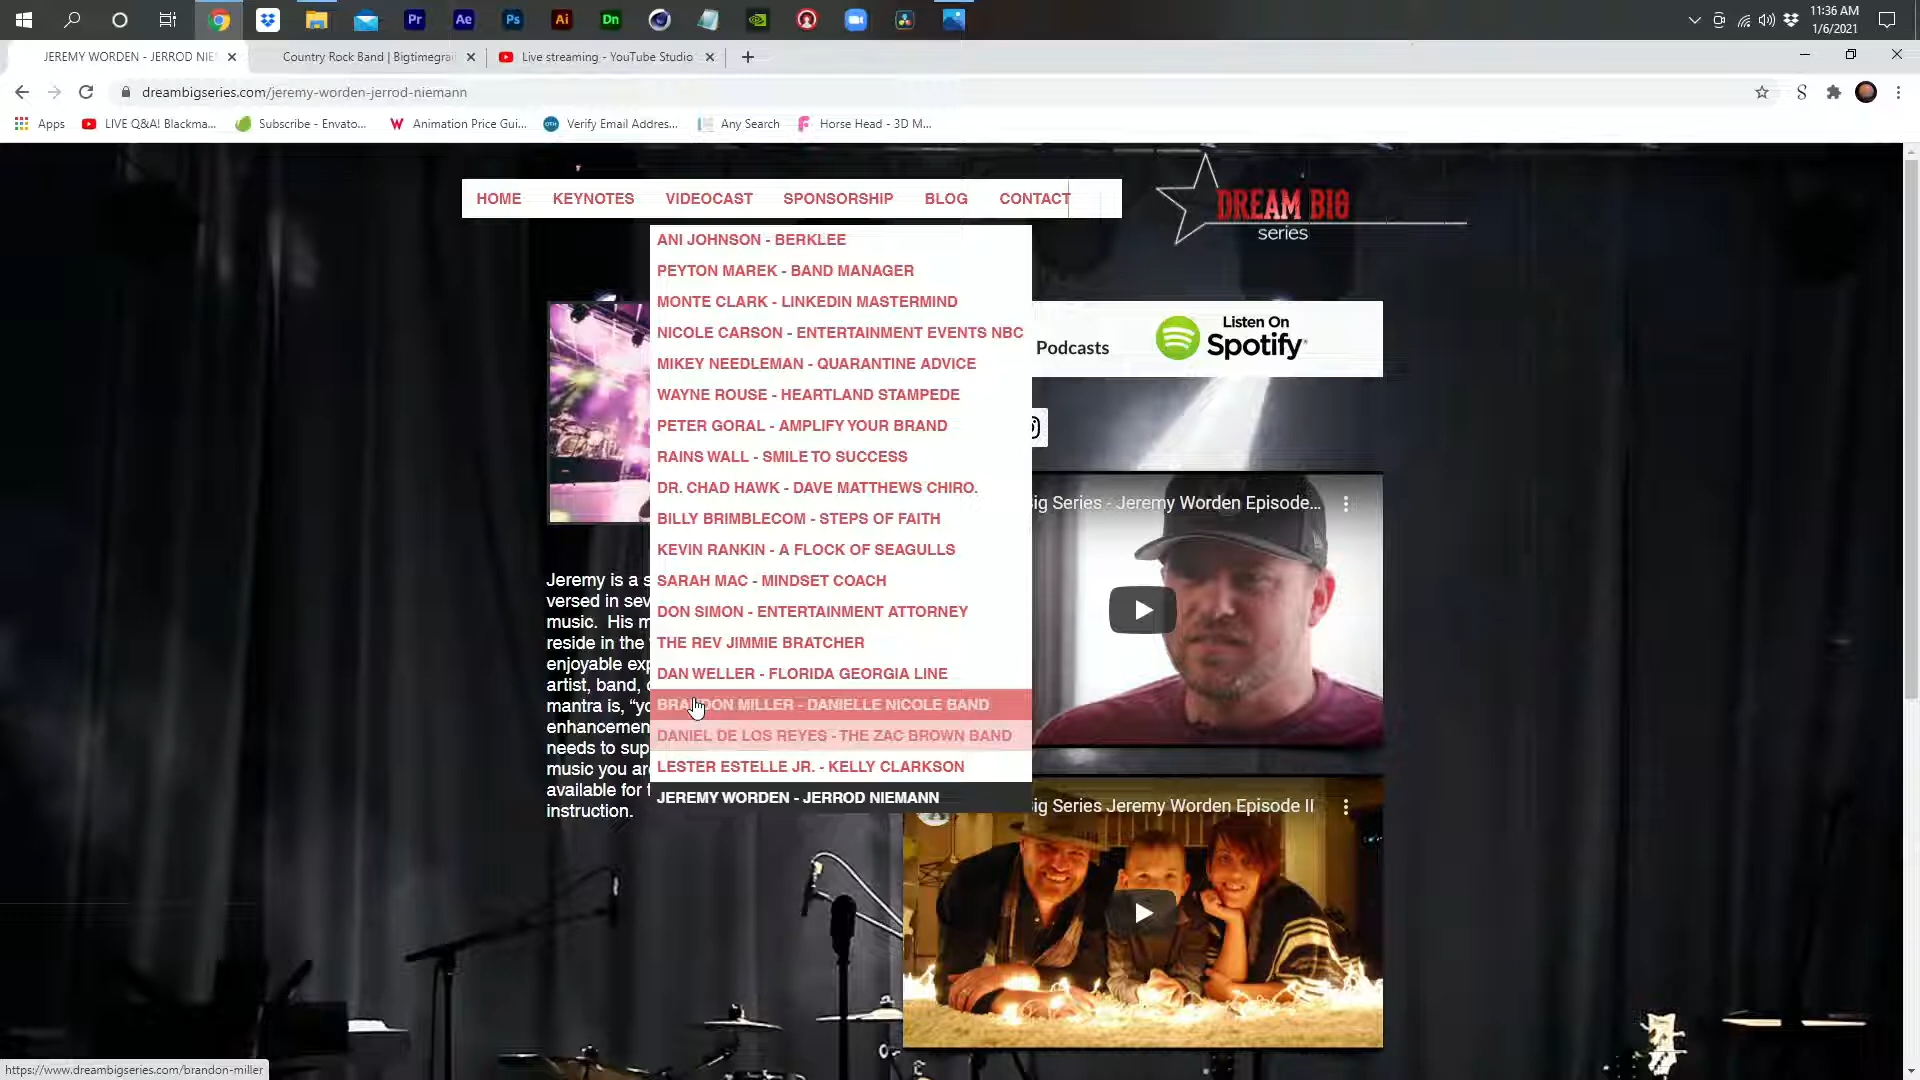 11:36 AM
1/6/2021
Pr
Ae
Ps
Ai
Dn
JEREMY WORDEN - JERROD NIE
Country Rock Band | Bigtimegra
Live streaming - YouTube Studio
dreambigseries.com/jeremy-worden-jerrod-niemann
Apps
LIVE Q&A! Blackma...
Subscribe - Envato...
Animation Price Gui...
Verify Email Addres...
Any Search
Horse Head - 3D M...
HOME
KEYNOTES
VIDEOCAST
SPONSORSHIP
BLOG
CONTACT
DREAM BIG
series
ANI JOHNSON - BERKLEE
PEYTON MAREK - BAND MANAGER
MONTE CLARK - LINKEDIN MASTERMIND
NICOLE CARSON - ENTERTAINMENT EVENTS NBC
MIKEY NEEDLEMAN - QUARANTINE ADVICE
WAYNE ROUSE - HEARTLAND STAMPEDE
PETER GORAL - AMPLIFY YOUR BRAND
RAINS WALL - SMILE TO SUCCESS
DR. CHAD HAWK - DAVE MATTHEWS CHIRO.
BILLY BRIMBLECOM - STEPS OF FAITH
KEVIN RANKIN - A FLOCK OF SEAGULLS
SARAH MAC - MINDSET COACH
DON SIMON - ENTERTAINMENT ATTORNEY
THE REV JIMMIE BRATCHER
DAN WELLER - FLORIDA GEORGIA LINE
BRANDON MILLER - DANIELLE NICOLE BAND
DANIEL DE LOS REYES - THE ZAC BROWN BAND
LESTER ESTELLE JR. - KELLY CLARKSON
JEREMY WORDEN - JERROD NIEMANN
Podcasts
Listen On
Spotify
ig Series - Jeremy Worden Episode...
ig Series Jeremy Worden Episode II
Jeremy is a s
versed in sev
music. His m
reside in the
enjoyable exp
artist, band,
mantra is, "yo
enhancemen
needs to sup
music you are
available for
instruction.
https://www.dreambigseries.com/brandon-miller